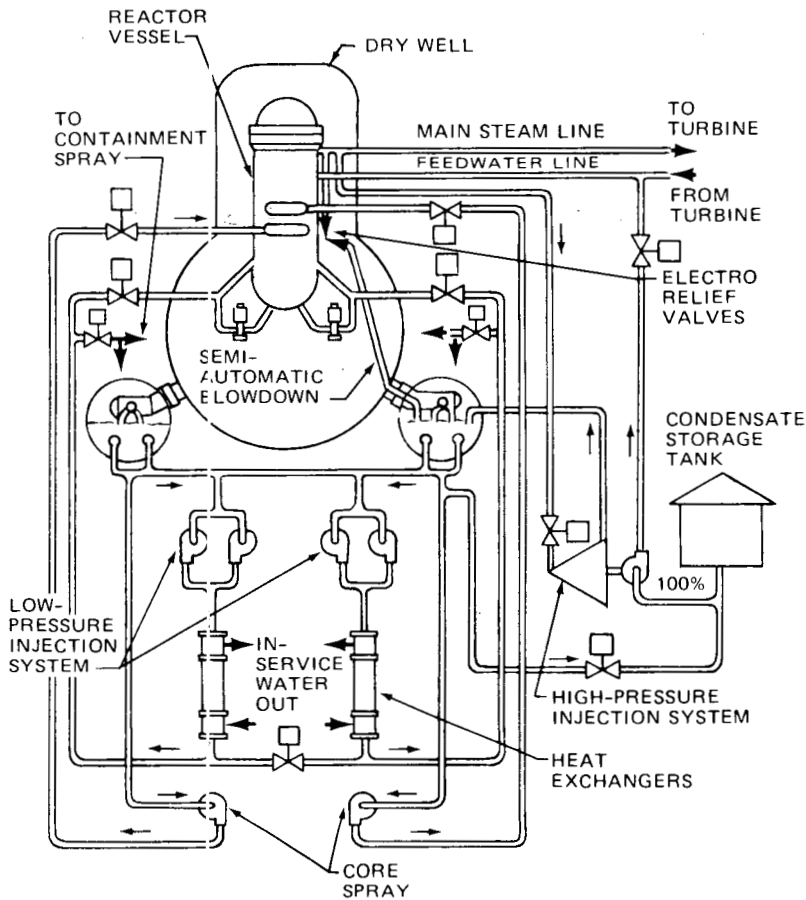 REACTOR
VESSEL
DRY WELL
TO
CONTAINMENT
SPRAY
MAIN STEAM LINE
TO
TURBINE
FEEDWATER LINE
FROM
TURBINE
ELECTRO
RELIEF
VALVES
SEMI-
AUTOMATIC
BLOWDOWN
CONDENSATE
STORAGE
TANK
100%
LOW-
PRESSURE
INJECTION
SYSTEM
IN-
SERVICE
WATER
OUT
HIGH-PRESSURE
INJECTION SYSTEM
HEAT
EXCHANGERS
CORE
SPRAY